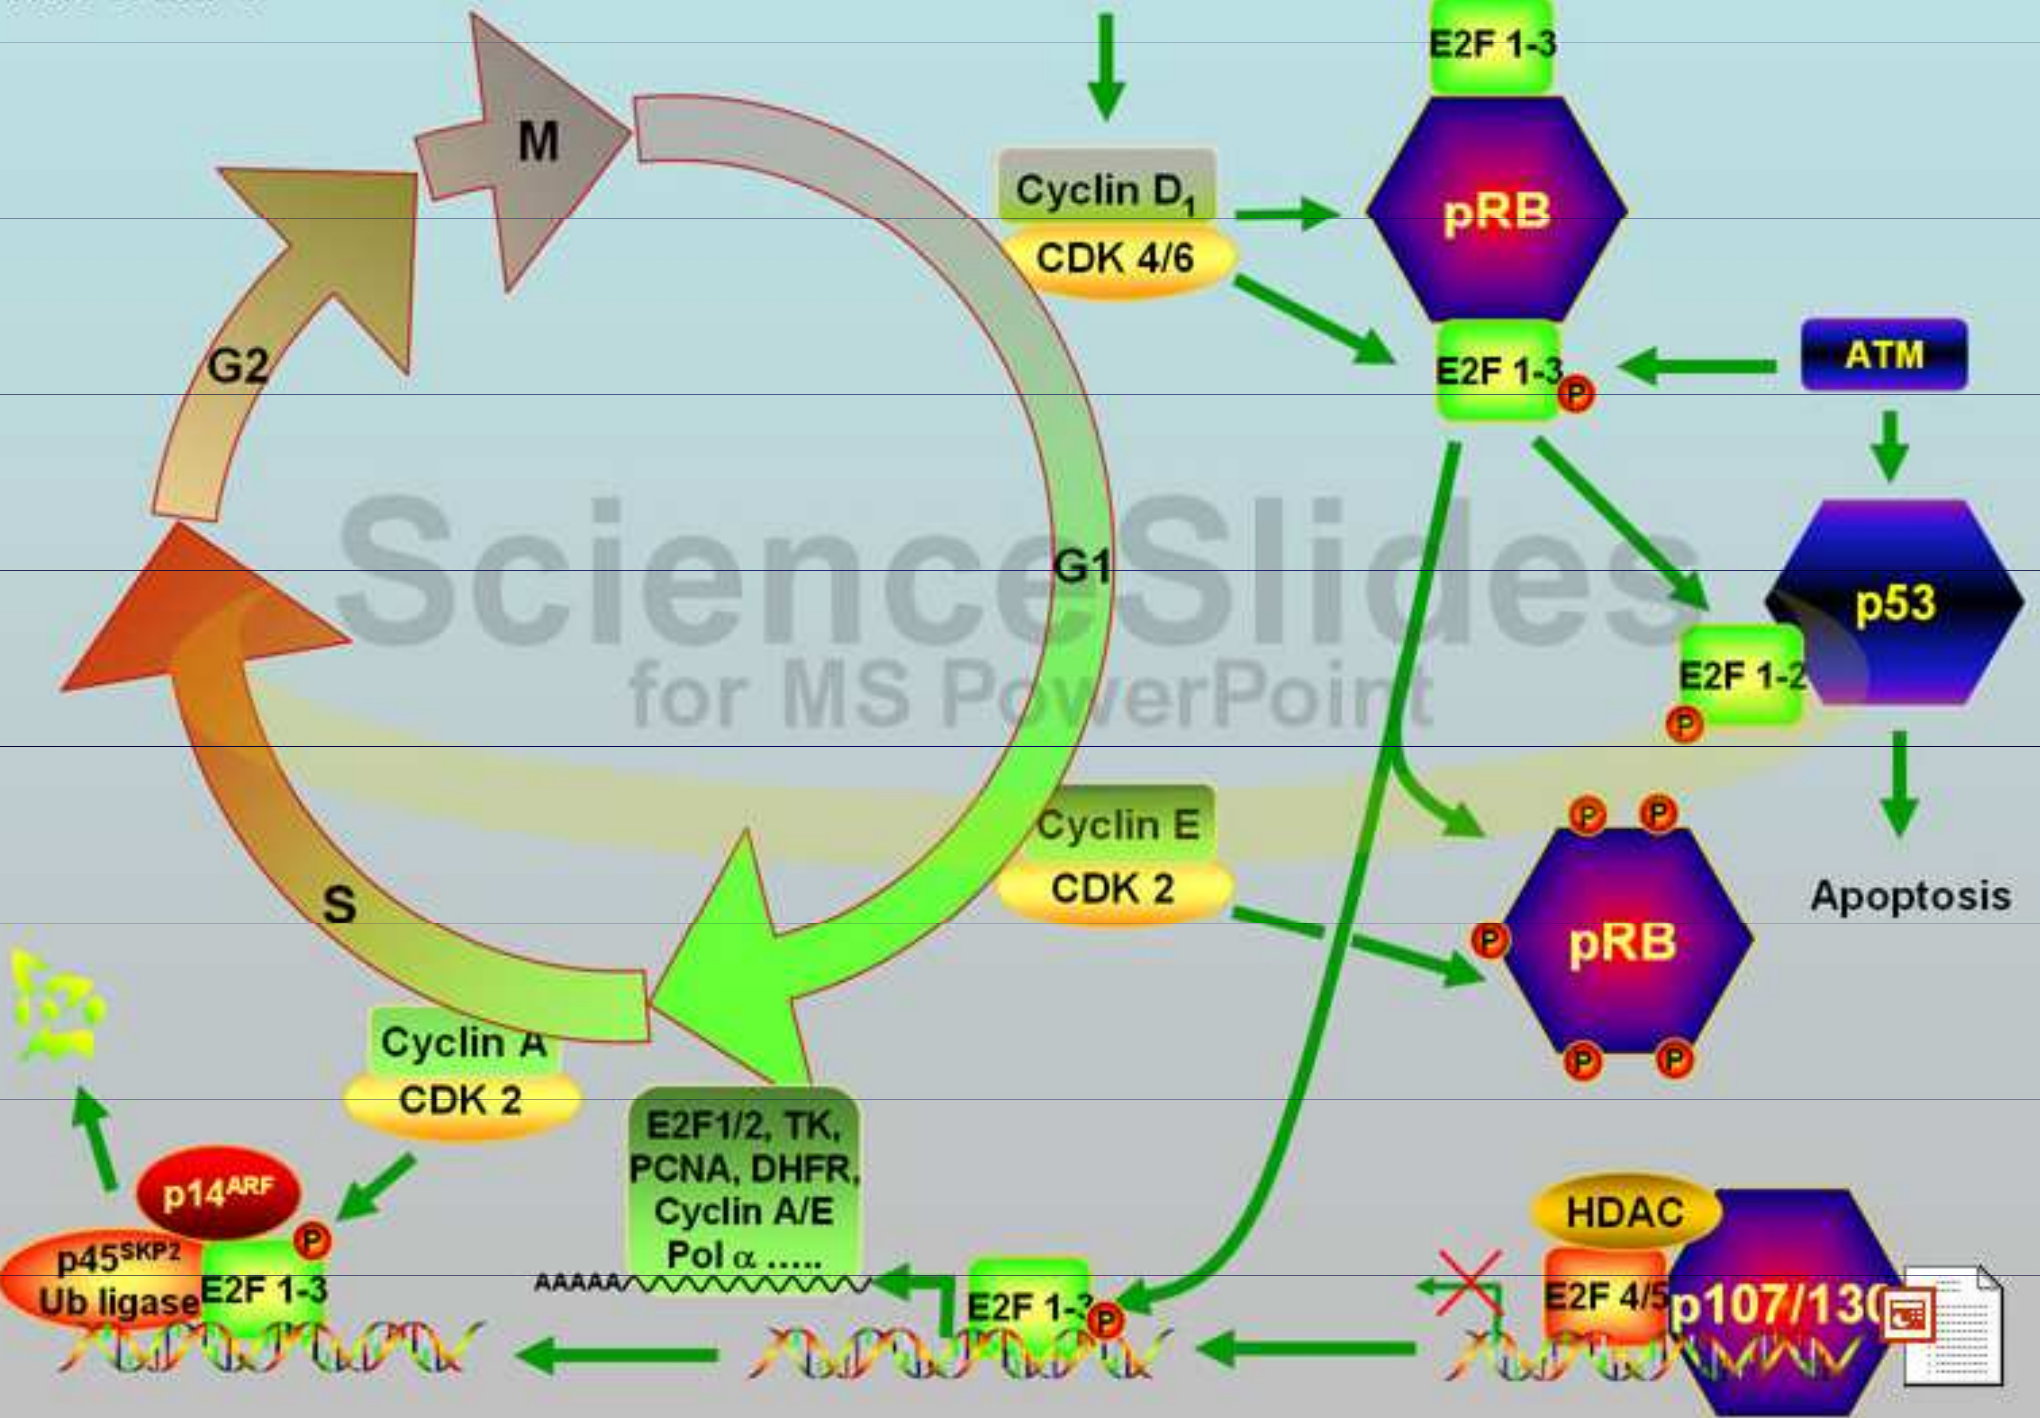 E2F 1-3
M
Cyclin D1
CDK 4/6
pRB
G2
E2F 1-3
P
ATM
ScienceSlides
for MS PowerPoint
G1
p53
E2F 1-2
P
Cyclin E
CDK 2
P
P
P
pRB
P
P
Apoptosis
S
Cyclin A
CDK 2
E2F1/2, TK,
PCNA, DHFR,
Cyclin A/E
Pol α .....
AAAAA
p14ARF
P
p45SKP2
Ub ligase
E2F 1-3
E2F 1-3
P
HDAC
E2F 4/5
p107/130